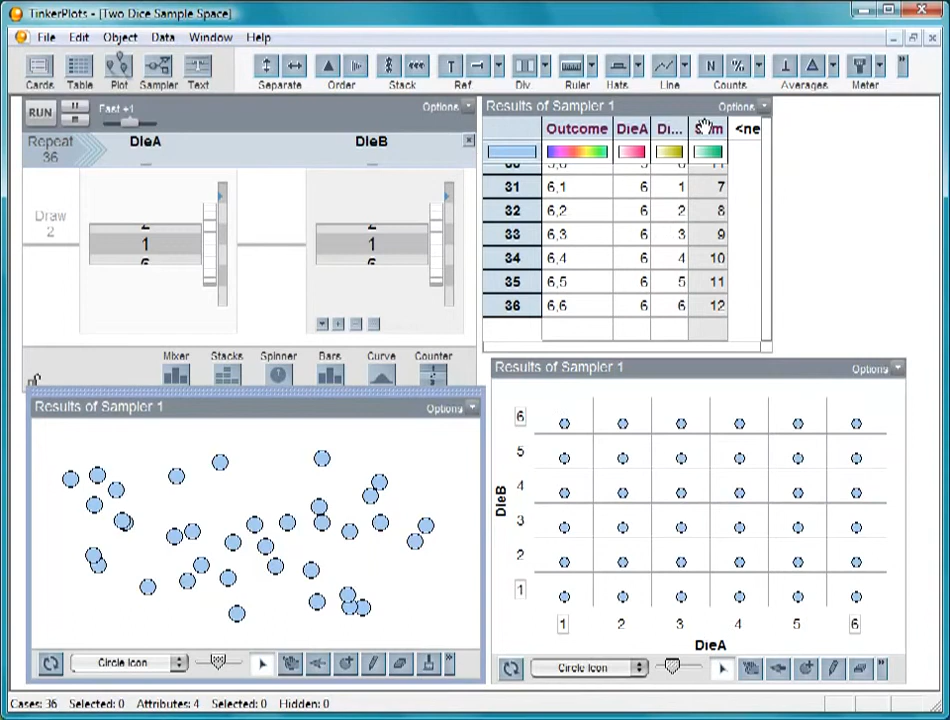 TinkerPlots - [Two Dice Sample Space]
File Edit Object Data Window Help
Cards Table Plot Sampler Text Separate Order Stack Ref Div. Ruler Hats Line Counts Averages Meter
RUN Fast +1 Options
Repeat
36
DieA DieB
Draw
2
1 1
6 6
Mixer Stacks Spinner Bars Curve Counter
Results of Sampler 1 Options
Outcome DieA Di... <ne
31 6,1 6 1 7
32 6,2 6 2 8
33 6,3 6 3 9
34 6,4 6 4 10
35 6,5 6 5 11
36 6,6 6 6 12
Results of Sampler 1 Options
Circle Icon
Results of Sampler 1 Options
6
5
4
3
2
1
DieB
1 2 3 4 5 6
DieA
Circle Icon
Cases: 36 Selected: 0 Attributes: 4 Selected: 0 Hidden: 0